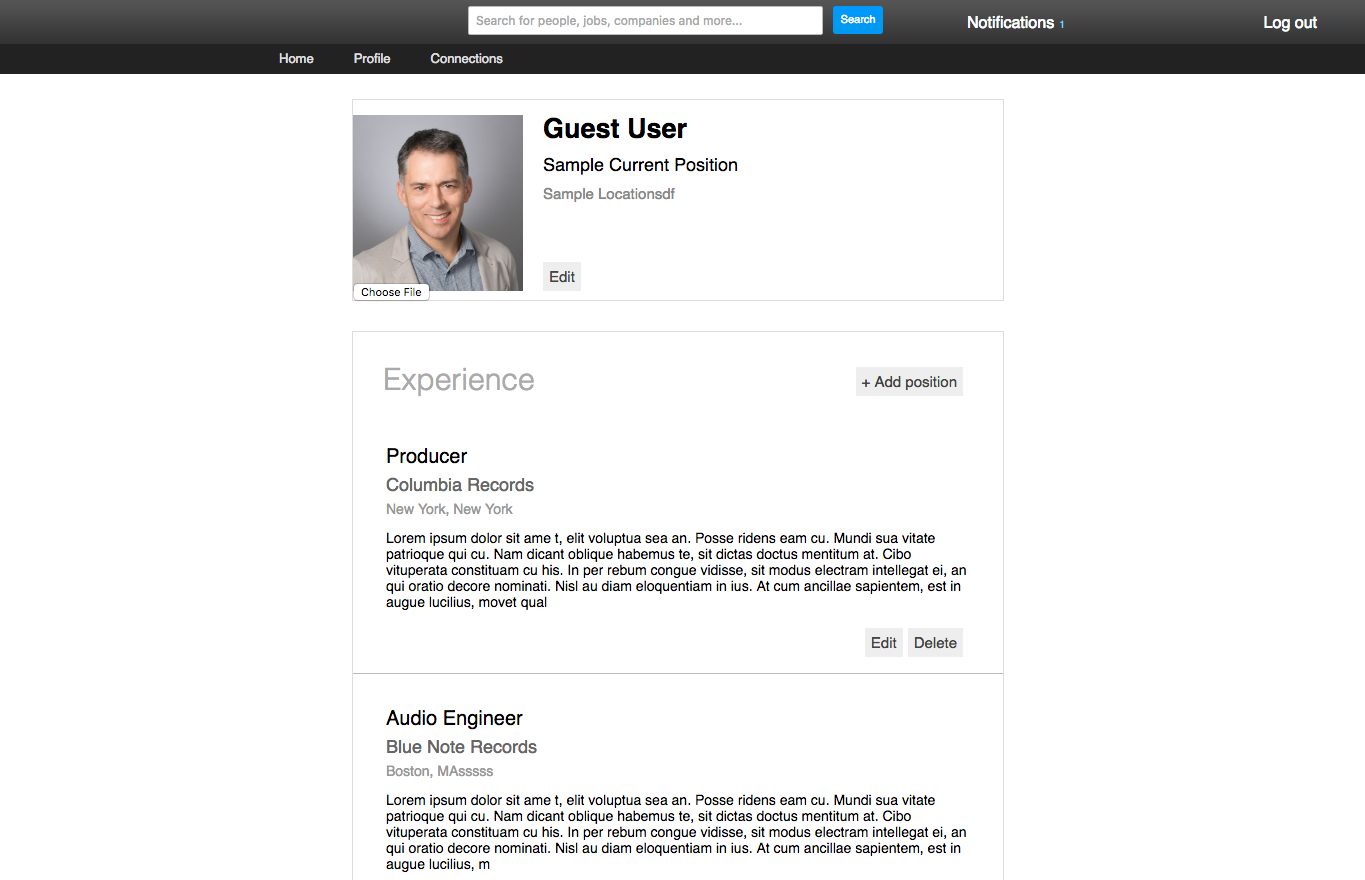 Search for people, jobs, companies and more...
Search
Notifications 1
Log out
Home
Profile
Connections
Guest User
Sample Current Position
Sample Locationsdf
Edit
Choose File
Experience
+ Add position
Producer
Columbia Records
New York, New York
Lorem ipsum dolor sit ame t, elit voluptua sea an. Posse ridens eam cu. Mundi sua vitate
patrioque qui cu. Nam dicant oblique habemus te, sit dictas doctus mentitum at. Cibo
vituperata constituam cu his. In per rebum congue vidisse, sit modus electram intellegat ei, an
qui oratio decore nominati. Nisl au diam eloquentiam in ius. At cum ancillae sapientem, est in
augue lucilius, movet qual
Edit
Delete
Audio Engineer
Blue Note Records
Boston, MAsssss
Lorem ipsum dolor sit ame t, elit voluptua sea an. Posse ridens eam cu. Mundi sua vitate
patrioque qui cu. Nam dicant oblique habemus te, sit dictas doctus mentitum at. Cibo
vituperata constituam cu his. In per rebum congue vidisse, sit modus electram intellegat ei, an
qui oratio decore nominati. Nisl au diam eloquentiam in ius. At cum ancillae sapientem, est in
augue lucilius, m